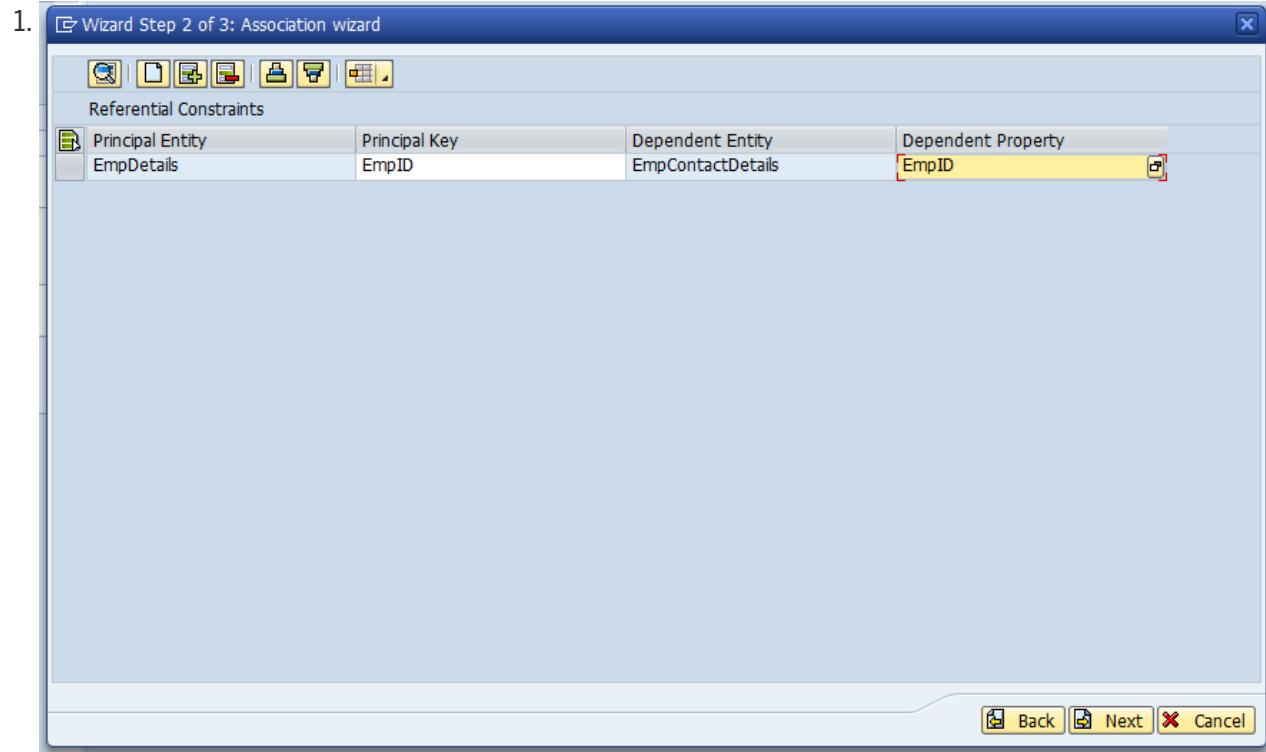 1.
Wizard Step 2 of 3: Association wizard
Referential Constraints
Principal Entity Principal Key Dependent Entity Dependent Property
EmpDetails EmpID EmpContactDetails EmpID
Back Next Cancel